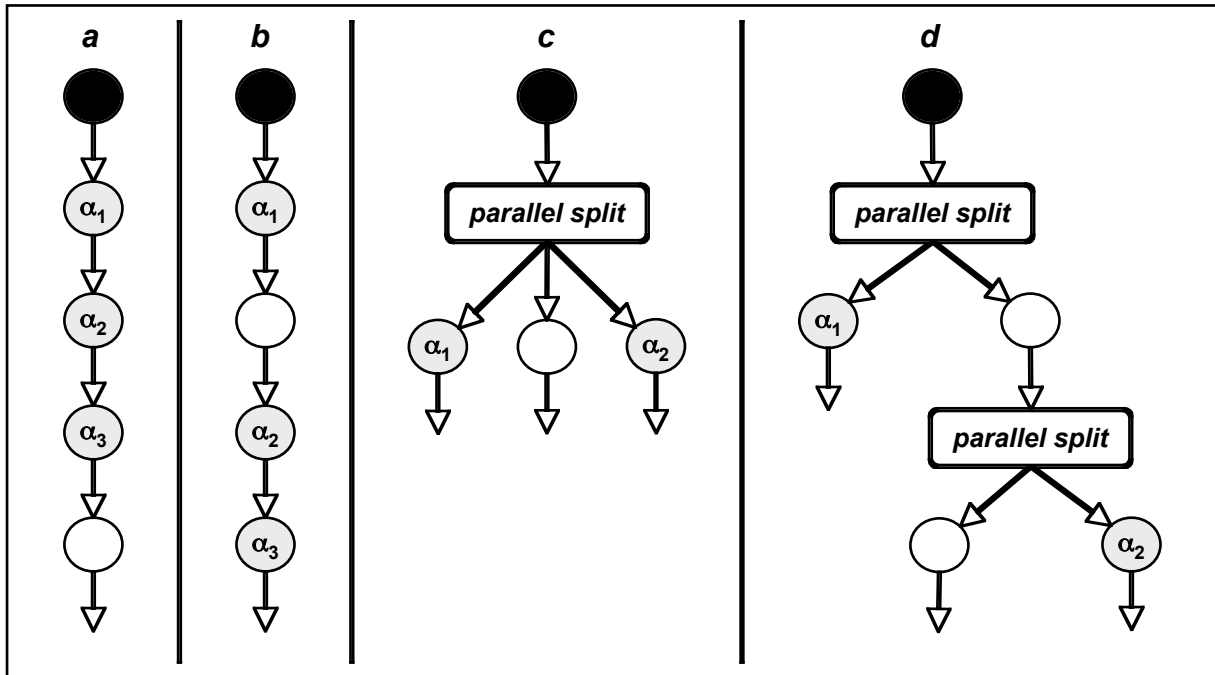 a
b
c
d
α1
α2
α3
α1
α2
α3
parallel split
α1
α2
parallel split
α1
parallel split
α2